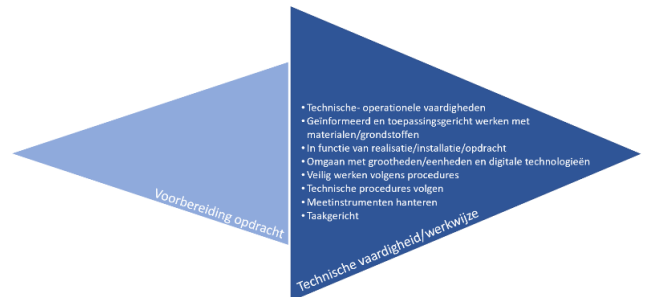 • Technische- operationele vaardigheden
• Geïnformeerd en toepassingsgericht werken met
materialen/grondstoffen
• In functie van realisatie/installatie/opdracht
• Omgaan met grootheden/eenheden en digitale technologieën
• Veilig werken volgens procedures
• Technische procedures volgen
• Meetinstrumenten hanteren
• Taakgericht
Voorbereiding opdracht
Technische vaardigheid/werkwijze